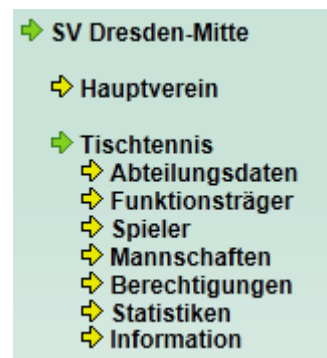 SV Dresden-Mitte
Hauptverein
Tischtennis
Abteilungsdaten
Funktionsträger
Spieler
Mannschaften
Berechtigungen
Statistiken
Information